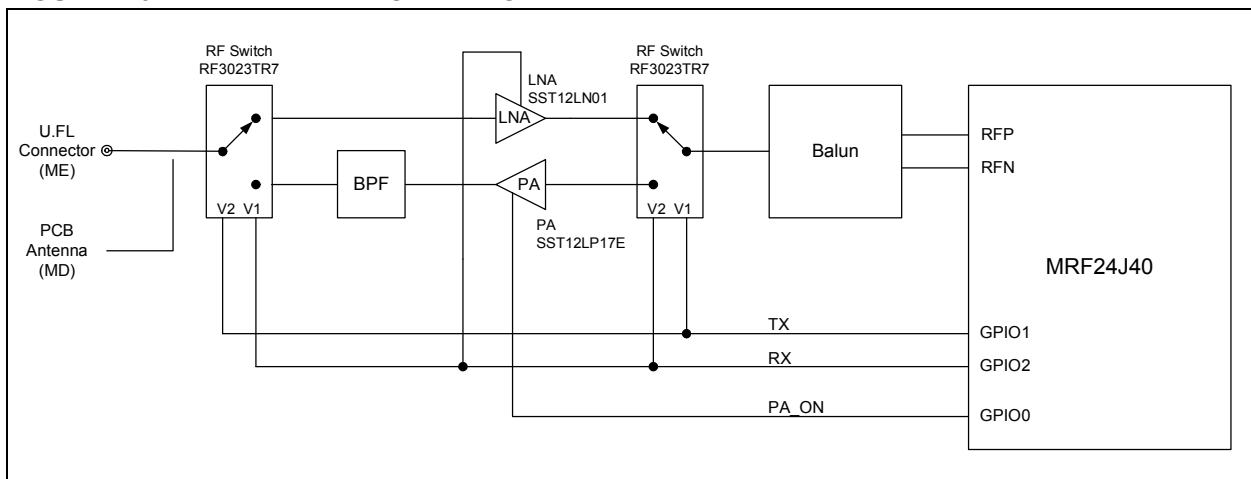 RF Switch
RF3023TR7
RF Switch
RF3023TR7
LNA
SST12LN01
LNA
U.FL
Connector
(ME)
Balun
RFP
RFN
BPF
PA
V2 V1
V2 V1
PA
SST12LP17E
PCB
Antenna
(MD)
MRF24J40
TX
GPIO1
RX
GPIO2
PA_ON
GPIO0